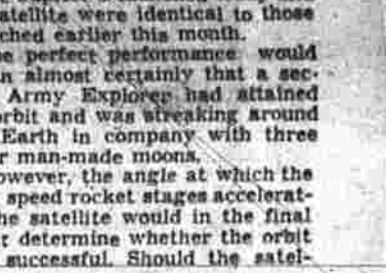 atellite were identical to those
ched earlier this month.
e perfect performance would
n almost certainly that a sec-
Army Explorer had attained
orbit and was streaking around
Earth in company with three
r man-made moons.
owever, the angle at which the
speed rocket stages accelerat-
he satellite would in the final
t determine whether the orbit
successful. Should the satel-